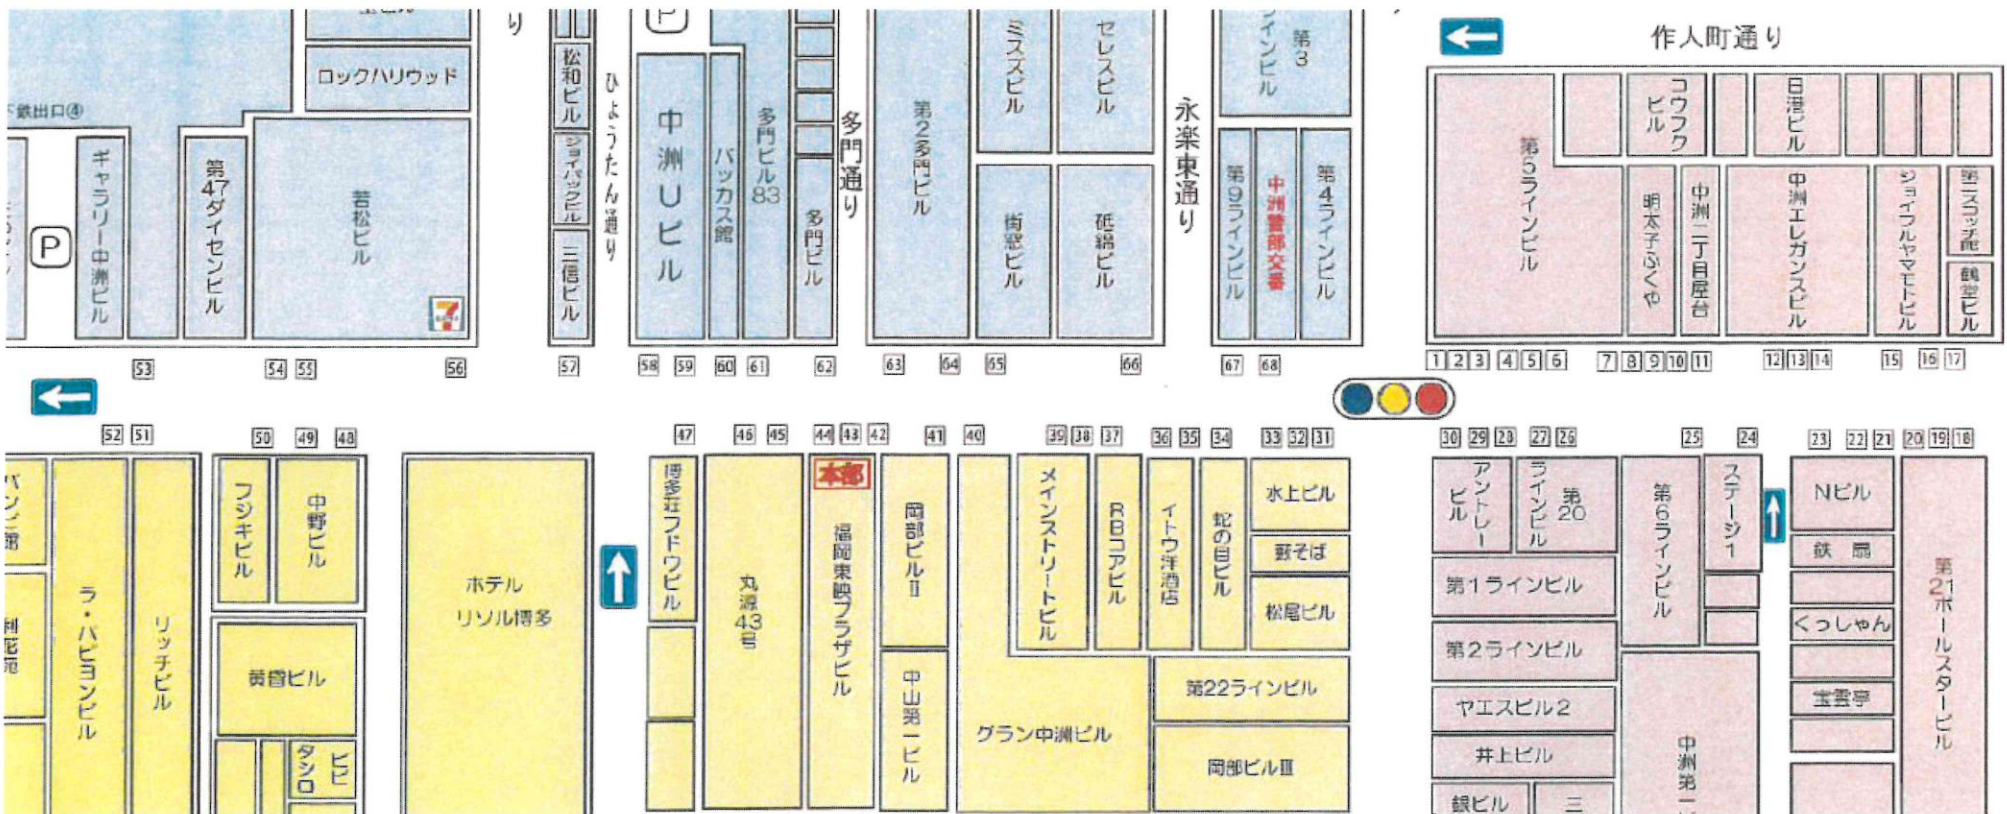 り
作人町通り
ロックハリウッド
下鉄出口④
ギャラリー中洲ビル
第47ダイセンビル
若松ビル
P
7
松和ビル
ジョイパックビル
三信ビル
ひょうたん通り
P
中洲Uビル
バッカス館
多門ビル83
多門ビル
多門通り
第2多門ビル
ミスズビル
セレスビル
街窓ビル
砥綿ビル
永楽東通り
第3
ラインビル
第9ラインビル
中洲警部交番
第4ラインビル
第5ラインビル
コウフク
ビル
日港ビル
明太子ふくや
中洲二丁目屋台
中洲エレガンスビル
ジョイフルヤマモトビル
第二スコッチ館
鶴堂ビル
53 54 55 56 57 58 59 60 61 62 63 64 65 66 67 68 1 2 3 4 5 6 7 8 9 10 11 12 13 14 15 16 17
52 51 50 49 48 47 46 45 44 43 42 41 40 39 38 37 36 35 34 33 32 31 30 29 28 27 26 25 24 23 22 21 20 19 18
ラ・パビヨンビル
リッチビル
フジキビル
中野ビル
黄昏ビル
タシロ
ビビ
ホテル
リソル博多
博多荘フドウビル
丸源43号
本部
福岡東映プラザビル
岡部ビルⅡ
中山第一ビル
メインストリートビル
RBコアビル
イトウ洋酒店
蛇の目ビル
水上ビル
藪そば
松尾ビル
第22ラインビル
グラン中洲ビル
岡部ビルⅢ
アントレー
ビル
第20
ラインビル
第1ラインビル
第2ラインビル
ヤエスビル2
井上ビル
銀ビル
三
第6ラインビル
ステージ1
中洲第一
Nビル
鉄扇
くっしゅん
宝雲亭
第21ポールスタービル